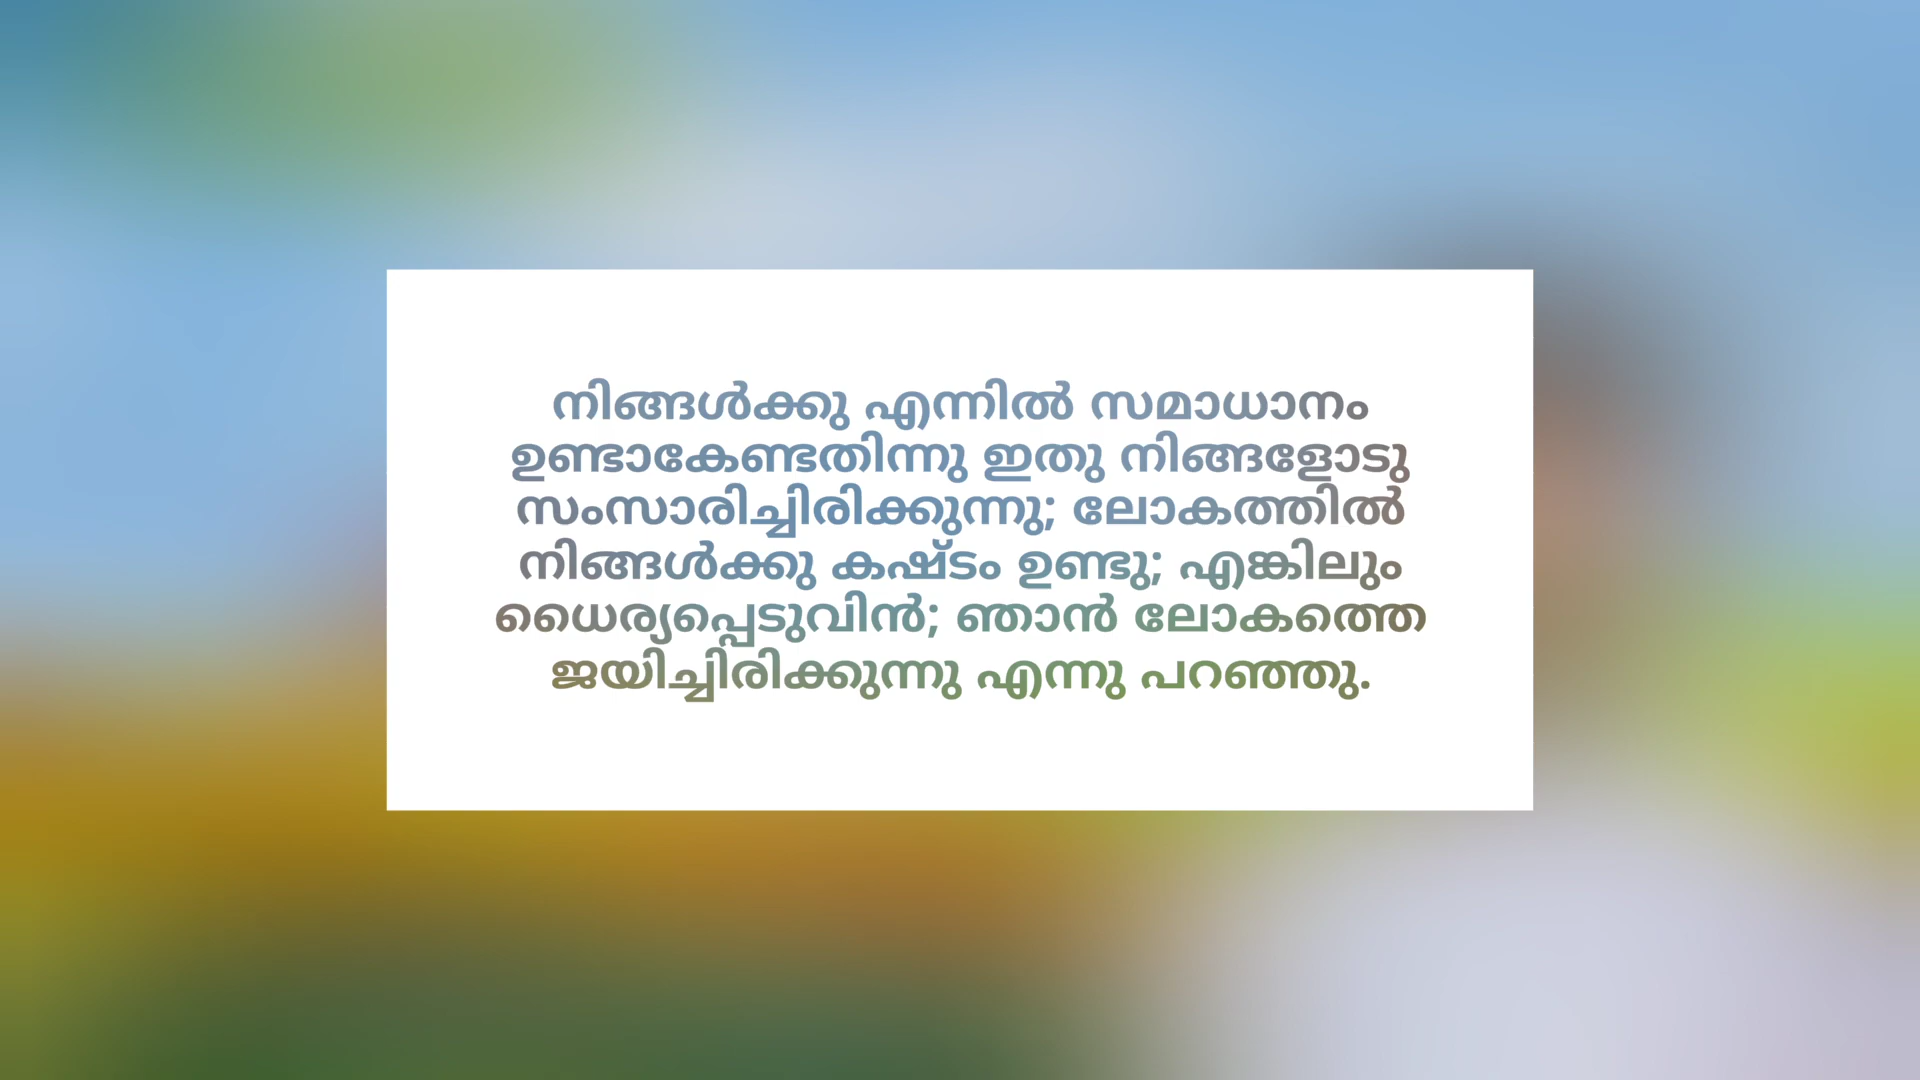 നിങ്ങൾക്കു എന്നിൽ സമാധാനം
ഉണ്ടാകേണ്ടതിന്നു ഇതു നിങ്ങളോടു
സംസാരിച്ചിരിക്കുന്നു; ലോകത്തിൽ
നിങ്ങൾക്കു കഷ്ടം ഉണ്ടു; എങ്കിലും
ധൈര്യപ്പെടുവിൻ; ഞാൻ ലോകത്തെ
ജയിച്ചിരിക്കുന്നു എന്നു പറഞ്ഞു.